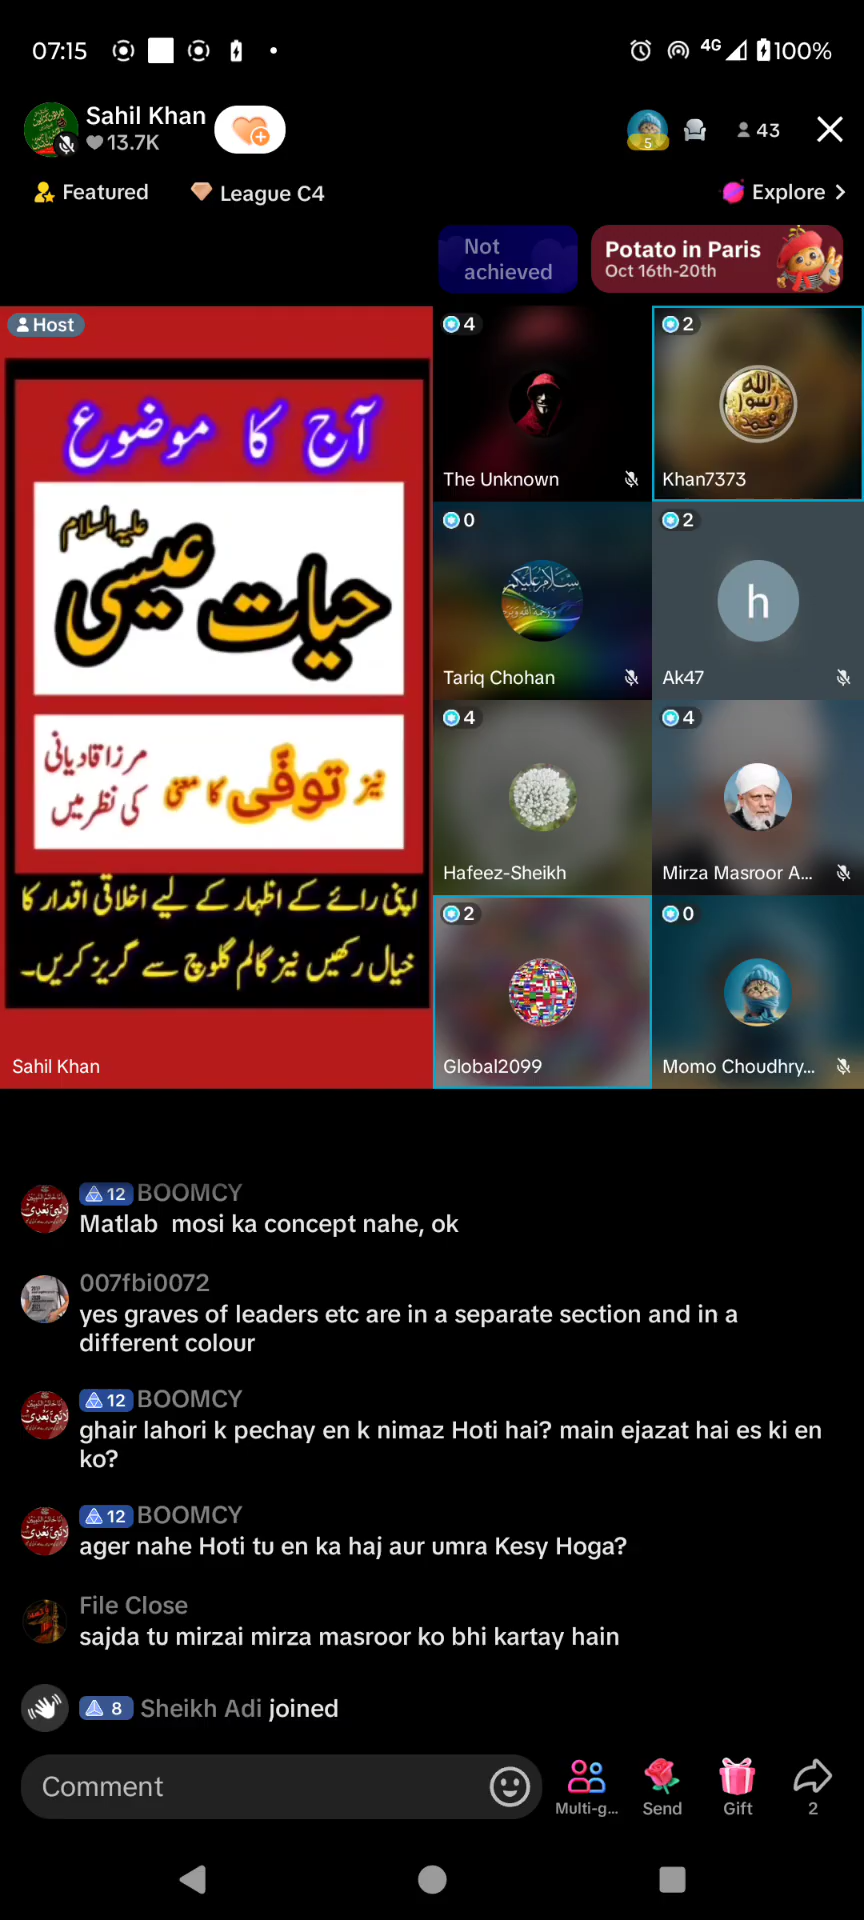 07:15
4G
100%
Sahil Khan
13.7K
5
43
Featured
League C4
Explore
Not
achieved
Potato in Paris
Oct 16th-20th
Host
آج کا موضوع
علیہ السلام
حیات عیسی
نیز توفّی کا معنی
مرزا قادیانی
کی نظر میں
اپنی رائے کے اظہار کے لیے اخلاقی اقدار کا
خیال رکھیں نیز گالم گلوچ سے گریز کریں۔
Sahil Khan
4
The Unknown
2
الله
رسول
محمد
Khan7373
0
Tariq Chohan
2
h
Ak47
4
Hafeez-Sheikh
4
Mirza Masroor A...
2
Global2099
0
Momo Choudhry...
12 BOOMCY
Matlab mosi ka concept nahe, ok
007fbi0072
yes graves of leaders etc are in a separate section and in a
different colour
12 BOOMCY
ghair lahori k pechay en k nimaz Hoti hai? main ejazat hai es ki en
ko?
12 BOOMCY
ager nahe Hoti tu en ka haj aur umra Kesy Hoga?
File Close
sajda tu mirzai mirza masroor ko bhi kartay hain
8 Sheikh Adi joined
Comment
Multi-g...
Send
Gift
2